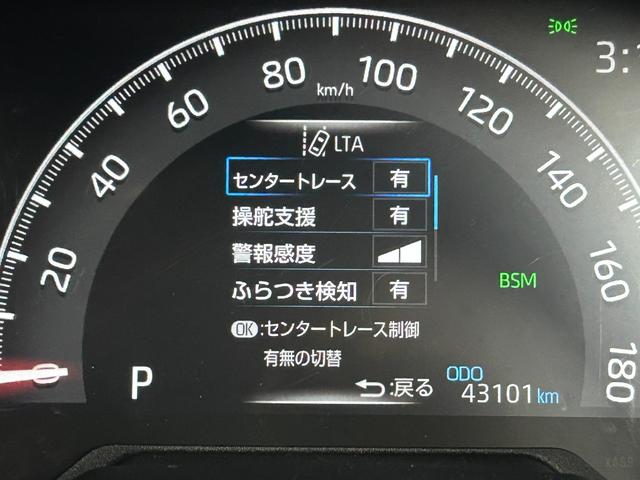 80
100
km/h
60
120
40
140
20
160
0
180
3:1
LTA
センタートレース 有
操舵支援 有
警報感度
ふらつき検知 有
BSM
OK:センタートレース制御
有無の切替
:戻る
P
ODO
43101km